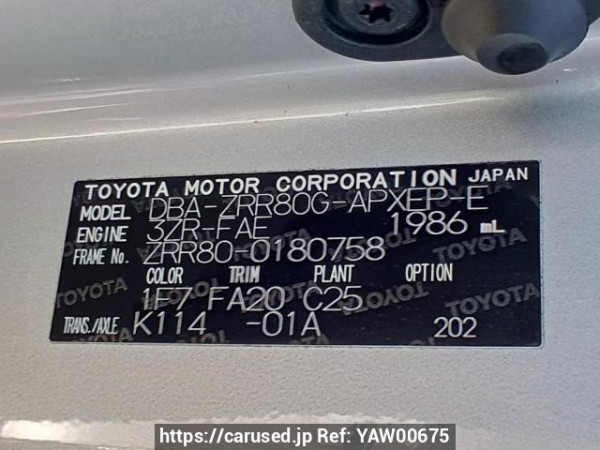 TOYOTA MOTOR CORPORATION JAPAN
MODEL DBA-ZRR80G-APXEP-E
ENGINE 3ZR-FAE 1986 mL
FRAME No. ZRR80-0180758
COLOR TRIM PLANT OPTION
1F7 FA20 C25
TRANS./AXLE K114 -01A 202
https://carused.jp Ref: YAW00675